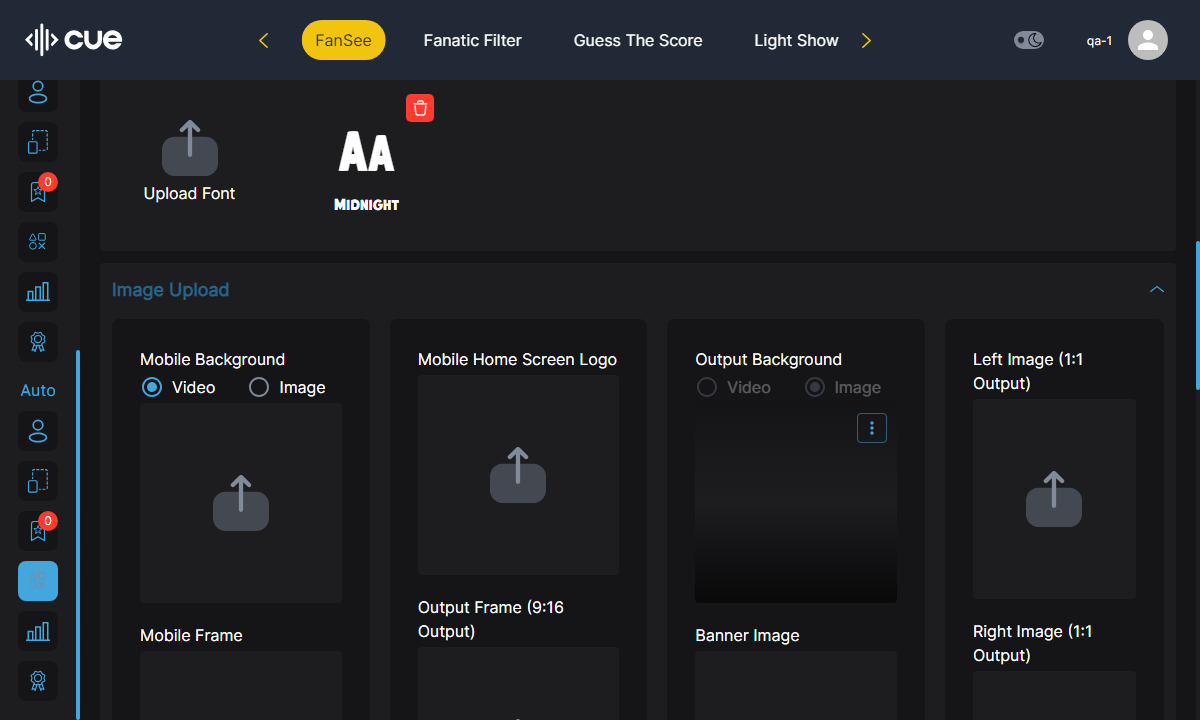 cue
FanSee
Fanatic Filter
Guess The Score
Light Show
qa-1
0
Auto
0
Upload Font
AA
MIDNIGHT
Image Upload
Mobile Background
Video
Image
Mobile Frame
Mobile Home Screen Logo
Output Frame (9:16
Output)
Output Background
Video
Image
Banner Image
Left Image (1:1
Output)
Right Image (1:1
Output)